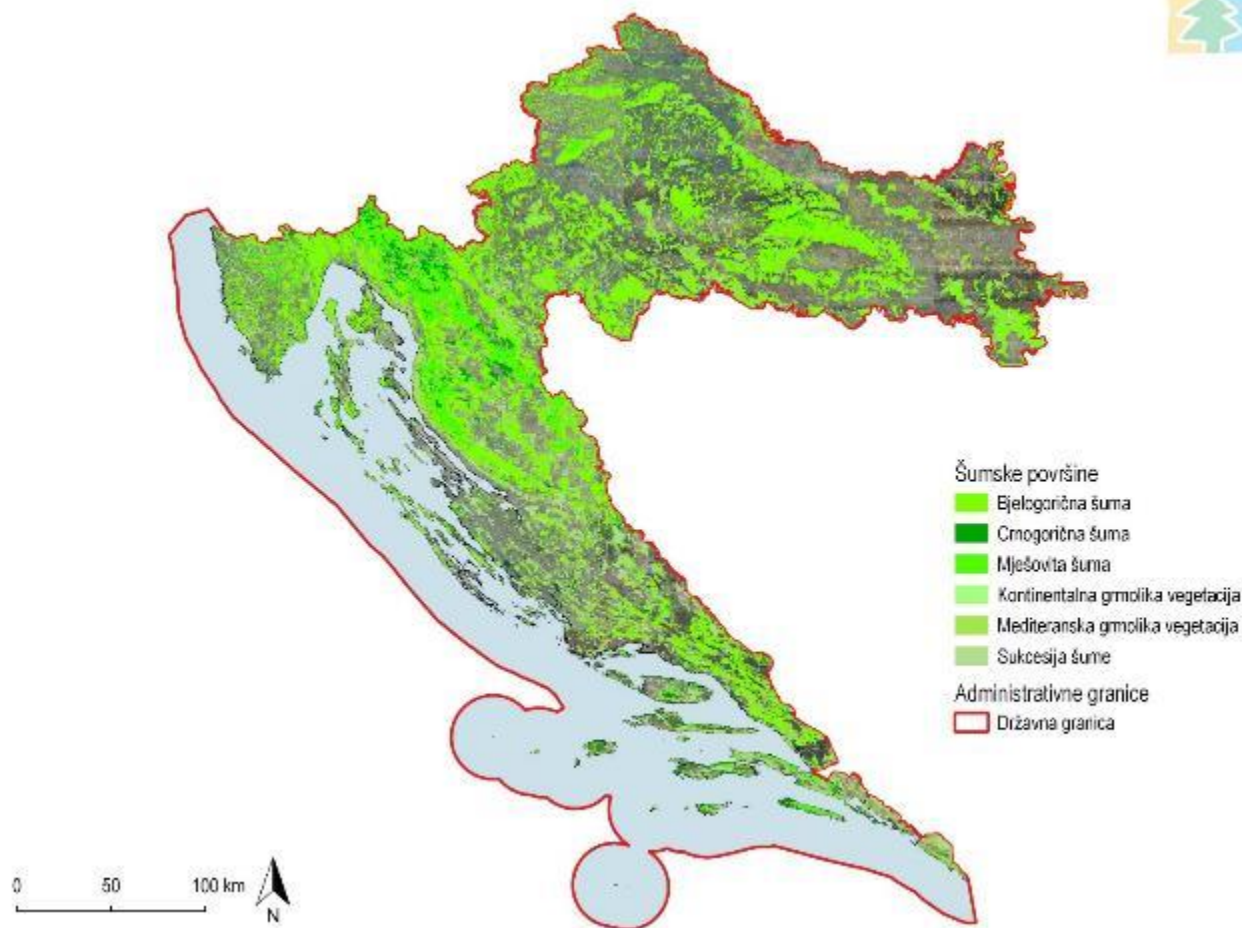 Šumske površine
Bjelogorična šuma
Crnogorična šuma
Mješovita šuma
Kontinentalna grmolika vegetacija
Mediteranska grmolika vegetacija
Sukcesija šume
Administrativne granice
Državna granica
0 50 100 km
N